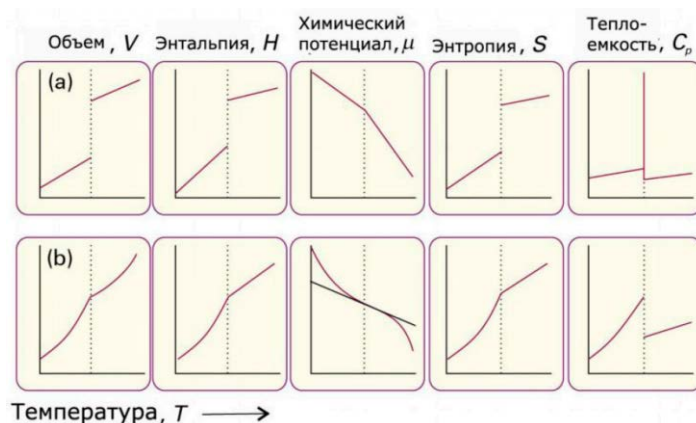 Объем , V
Энтальпия, H
Химический
потенциал, μ
Энтропия, S
Тепло-
емкость, Cₚ
(a)
(b)
Температура, T